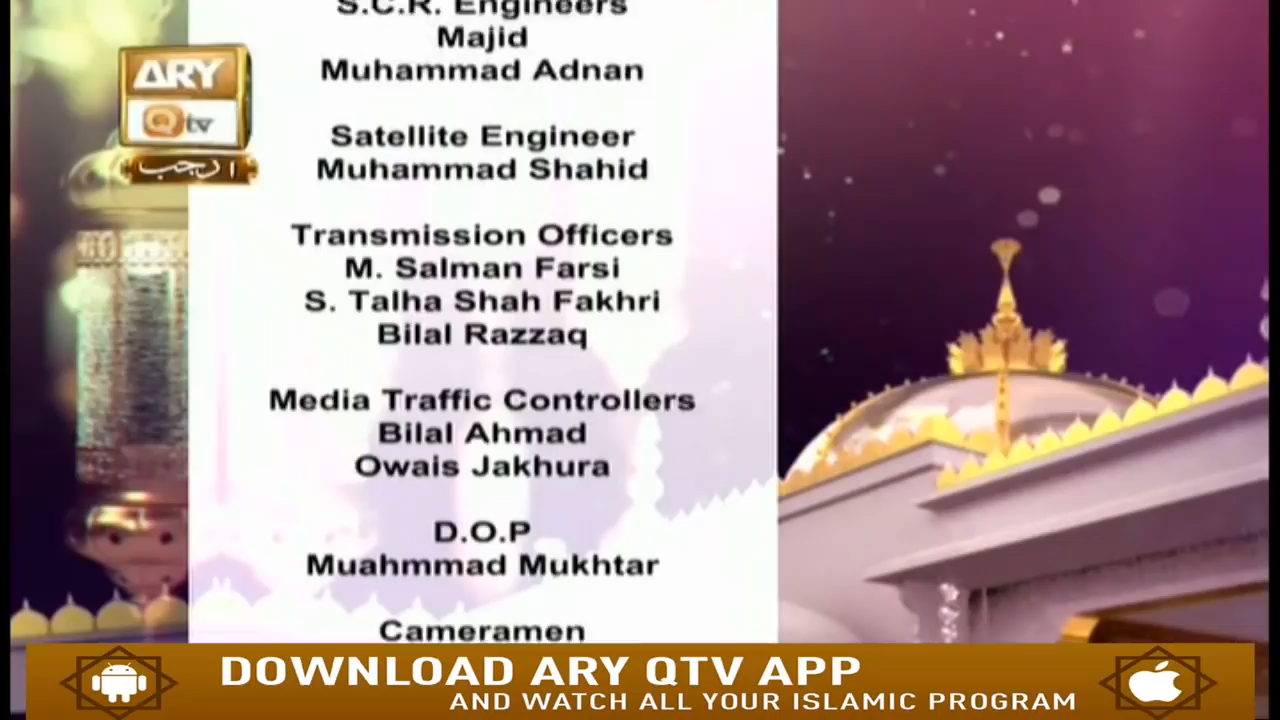 S.C.R. Engineers
Majid
Muhammad Adnan
ARY
Qtv
ا رجب
Satellite Engineer
Muhammad Shahid
Transmission Officers
M. Salman Farsi
S. Talha Shah Fakhri
Bilal Razzaq
Media Traffic Controllers
Bilal Ahmad
Owais Jakhura
D.O.P
Muahmmad Mukhtar
Cameramen
DOWNLOAD ARY QTV APP
AND WATCH ALL YOUR ISLAMIC PROGRAM